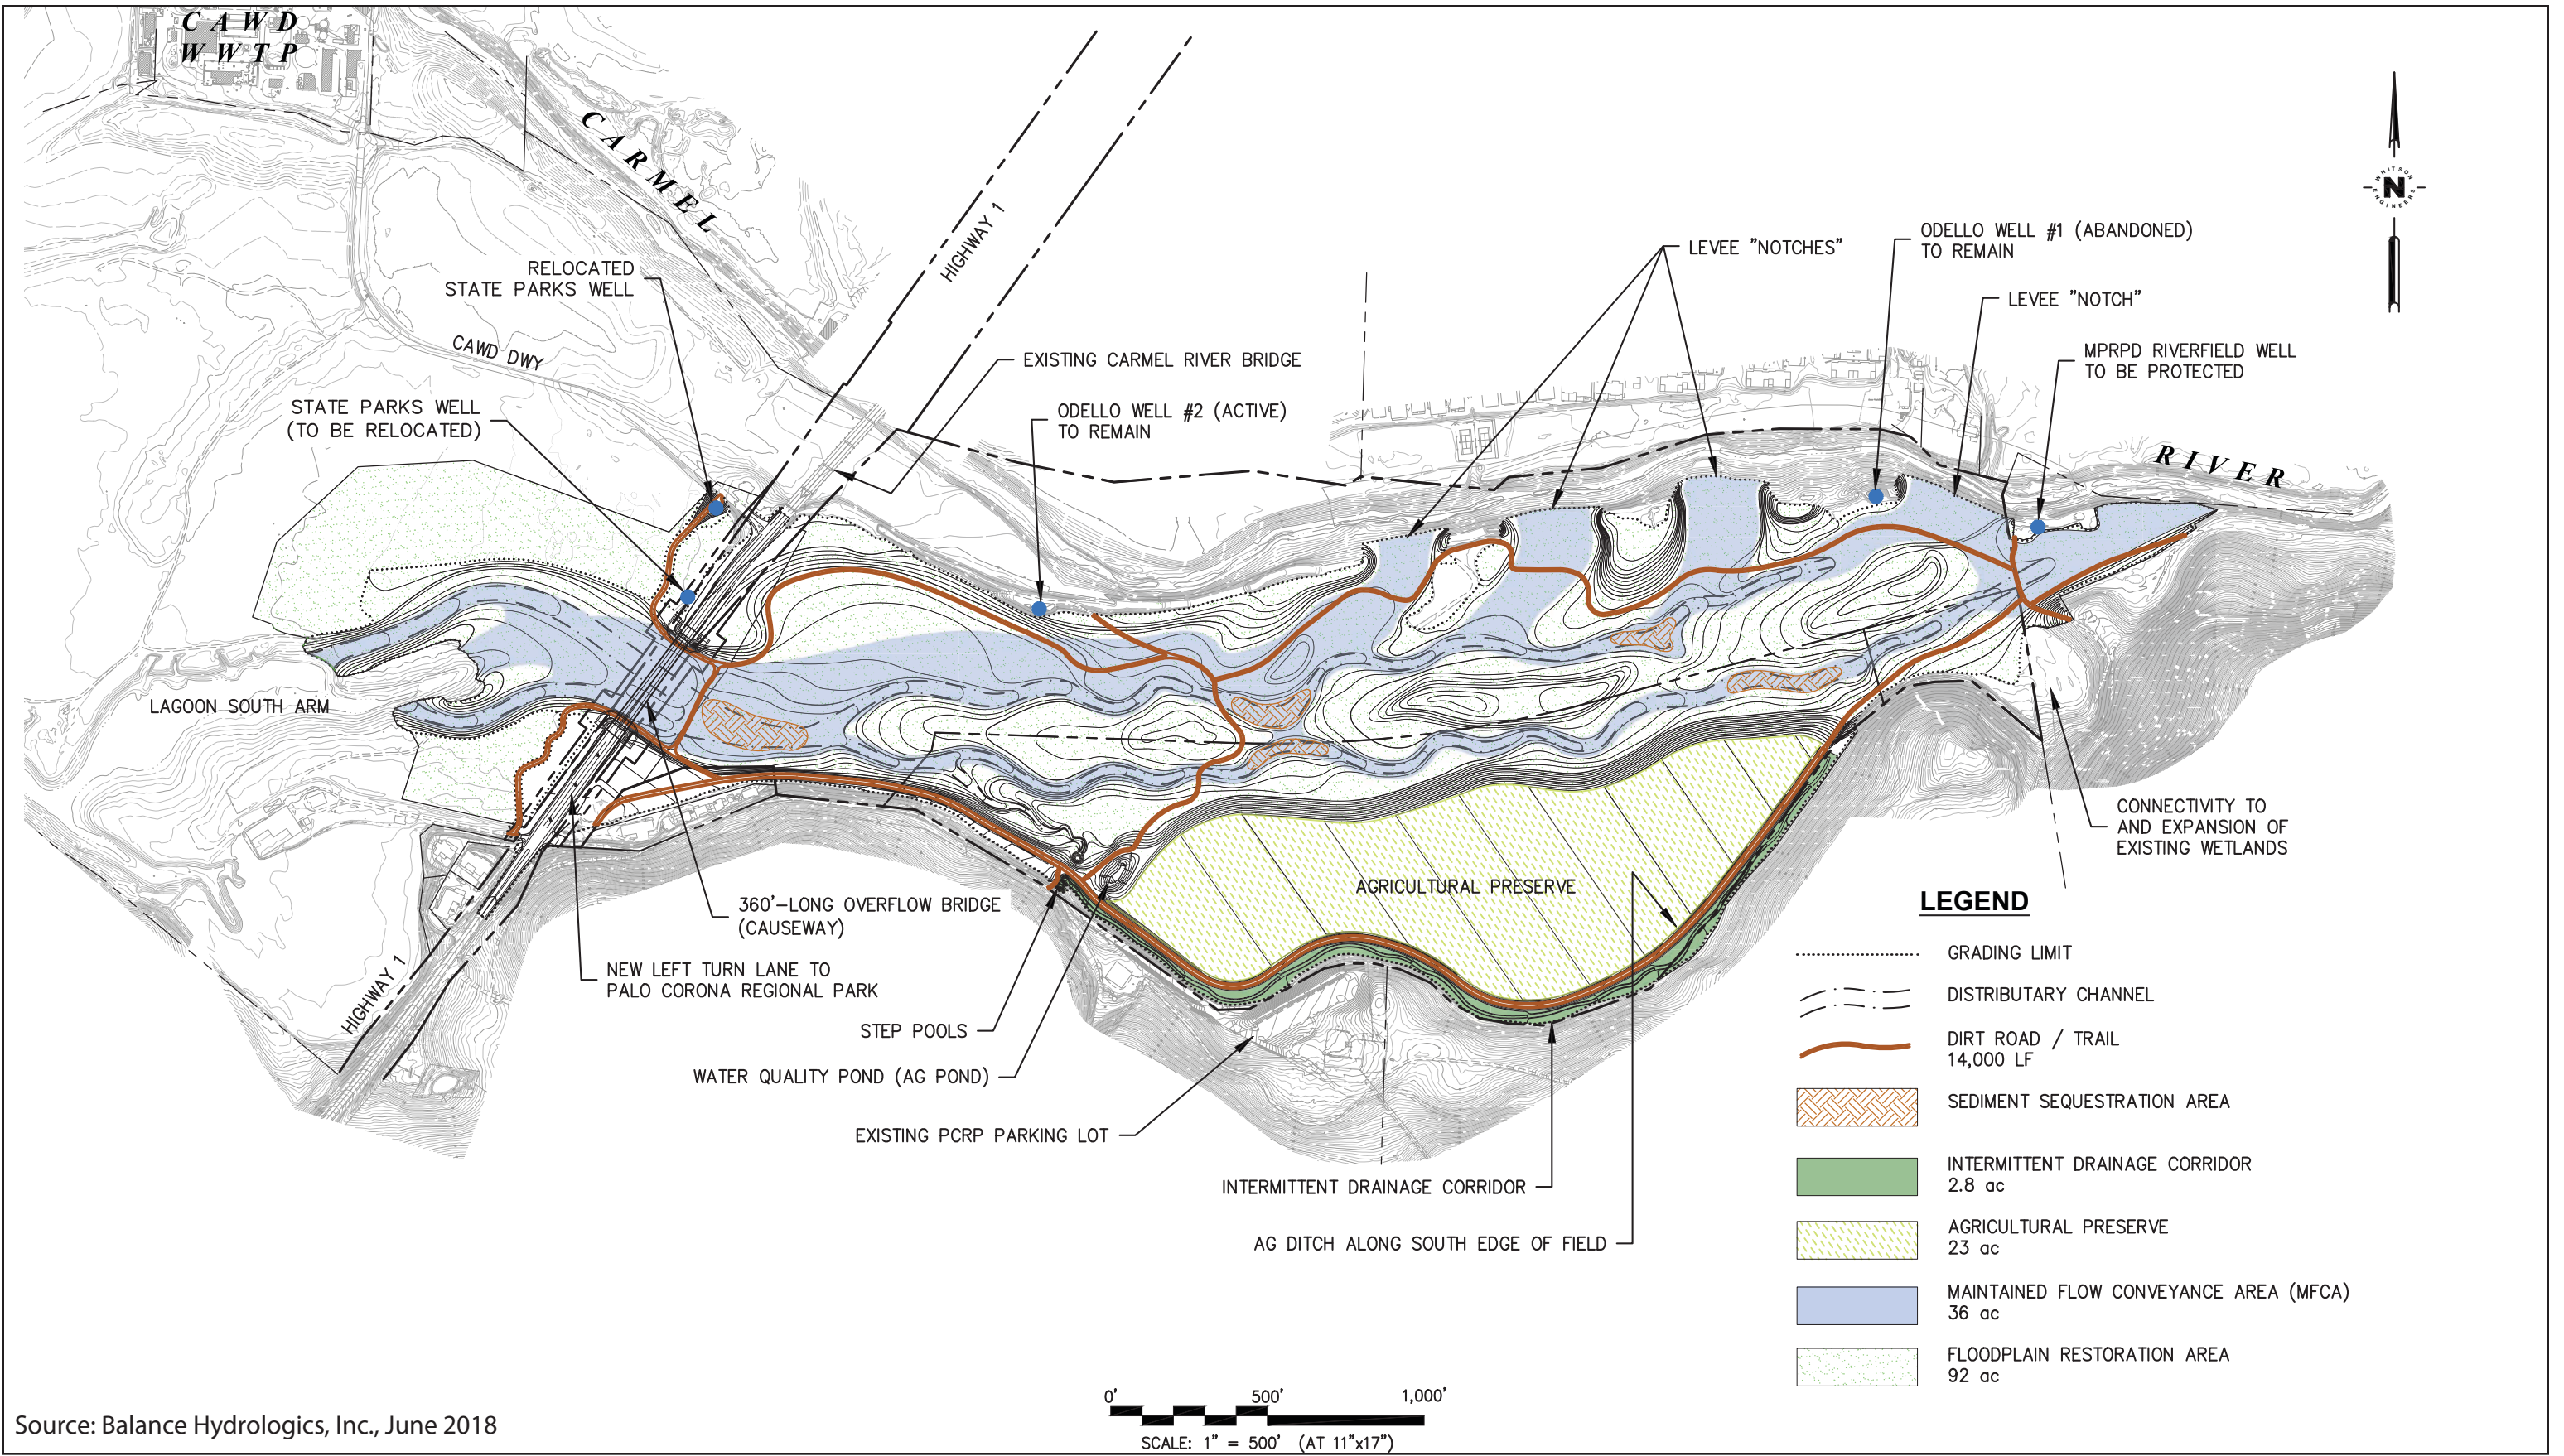 CAWD
WWTP
CARMEL
HIGHWAY 1
RELOCATED
STATE PARKS WELL
CAWD DWY
STATE PARKS WELL
(TO BE RELOCATED)
EXISTING CARMEL RIVER BRIDGE
ODELLO WELL #2 (ACTIVE)
TO REMAIN
LEVEE "NOTCHES"
ODELLO WELL #1 (ABANDONED)
TO REMAIN
LEVEE "NOTCH"
MPRPD RIVERFIELD WELL
TO BE PROTECTED
WHITSON
N
ENGINEERS
RIVER
LAGOON SOUTH ARM
CONNECTIVITY TO
AND EXPANSION OF
EXISTING WETLANDS
AGRICULTURAL PRESERVE
360'-LONG OVERFLOW BRIDGE
(CAUSEWAY)
NEW LEFT TURN LANE TO
PALO CORONA REGIONAL PARK
HIGHWAY 1
STEP POOLS
WATER QUALITY POND (AG POND)
EXISTING PCRP PARKING LOT
INTERMITTENT DRAINAGE CORRIDOR
AG DITCH ALONG SOUTH EDGE OF FIELD
LEGEND
GRADING LIMIT
DISTRIBUTARY CHANNEL
DIRT ROAD / TRAIL
14,000 LF
SEDIMENT SEQUESTRATION AREA
INTERMITTENT DRAINAGE CORRIDOR
2.8 ac
AGRICULTURAL PRESERVE
23 ac
MAINTAINED FLOW CONVEYANCE AREA (MFCA)
36 ac
FLOODPLAIN RESTORATION AREA
92 ac
0' 500' 1,000'
SCALE: 1" = 500' (AT 11"x17")
Source: Balance Hydrologics, Inc., June 2018